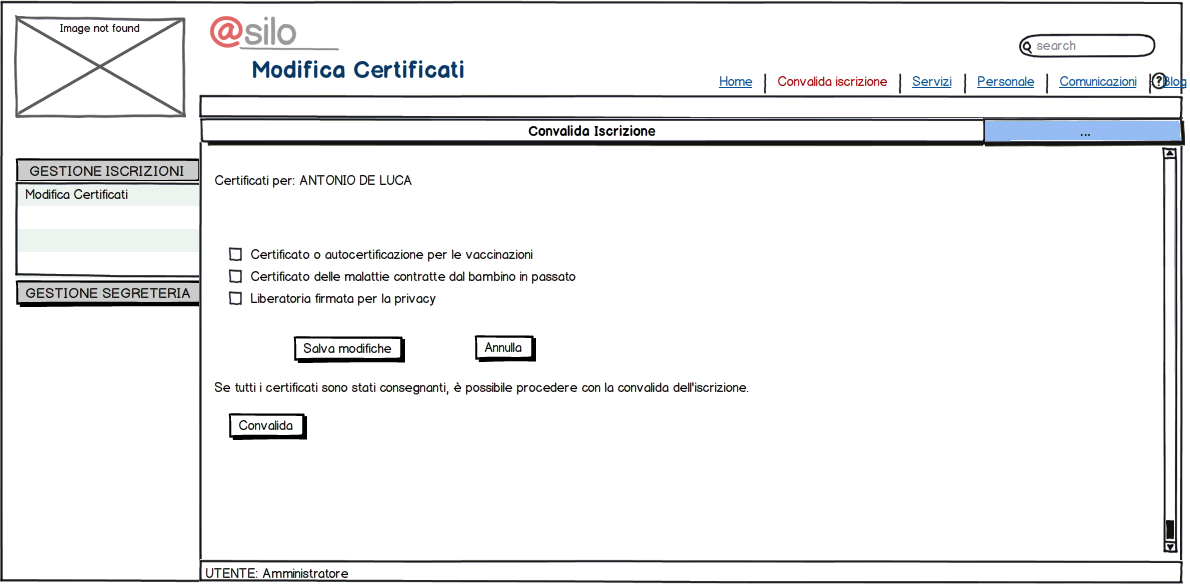 Image not found
@silo
search
Modifica Certificati
Home
Convalida iscrizione
Servizi
Personale
Comunicazioni
?
Blog
Convalida Iscrizione
...
GESTIONE ISCRIZIONI
Modifica Certificati
GESTIONE SEGRETERIA
Certificati per: ANTONIO DE LUCA
Certificato o autocertificazione per le vaccinazioni
Certificato delle malattie contratte dal bambino in passato
Liberatoria firmata per la privacy
Salva modifiche
Annulla
Se tutti i certificati sono stati consegnanti, è possibile procedere con la convalida dell'iscrizione.
Convalida
UTENTE: Amministratore